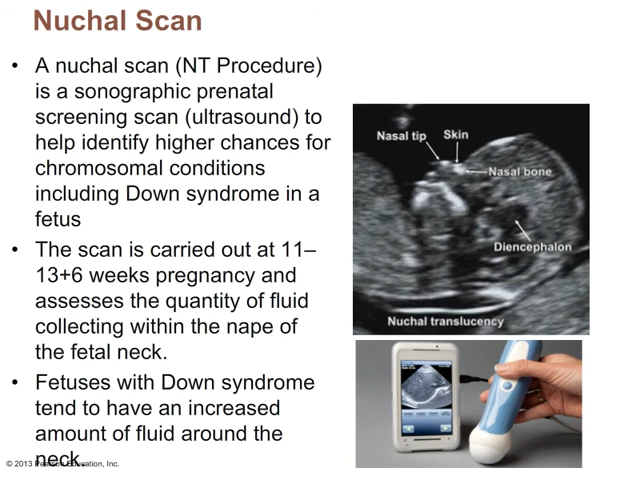 Nuchal Scan
• A nuchal scan (NT Procedure)
is a sonographic prenatal
screening scan (ultrasound) to
help identify higher chances for
chromosomal conditions
including Down syndrome in a
fetus
• The scan is carried out at 11–
13+6 weeks pregnancy and
assesses the quantity of fluid
collecting within the nape of
the fetal neck.
• Fetuses with Down syndrome
tend to have an increased
amount of fluid around the
neck.
Nasal tip
Skin
Nasal bone
Diencephalon
Nuchal translucency
© 2013 Pearson Education, Inc.